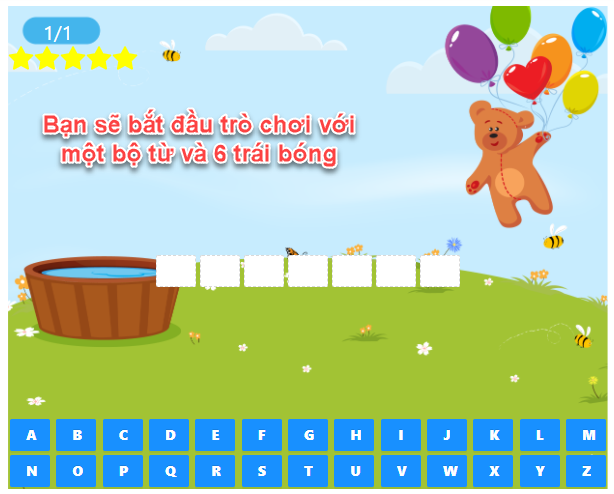 1/1
Bạn sẽ bắt đầu trò chơi với
một bộ từ và 6 trái bóng
A B C D E F G H I J K L M
N O P Q R S T U V W X Y Z